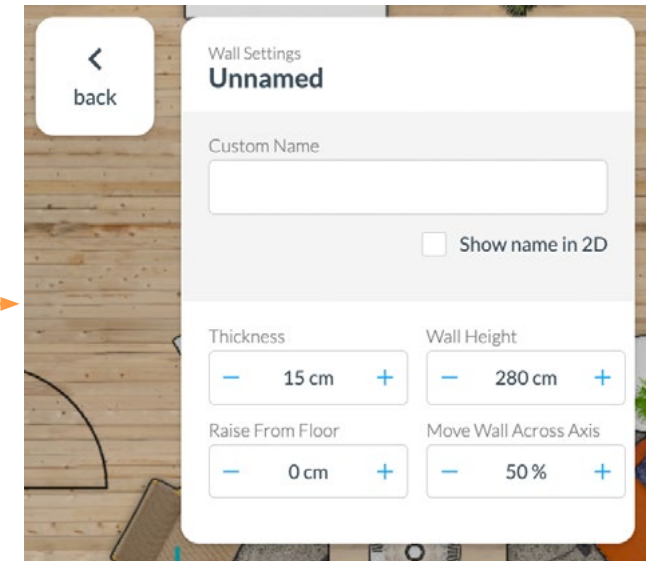 back
Wall Settings
Unnamed
Custom Name
Show name in 2D
Thickness
Wall Height
− 15 cm +
− 280 cm +
Raise From Floor
Move Wall Across Axis
− 0 cm +
− 50 % +